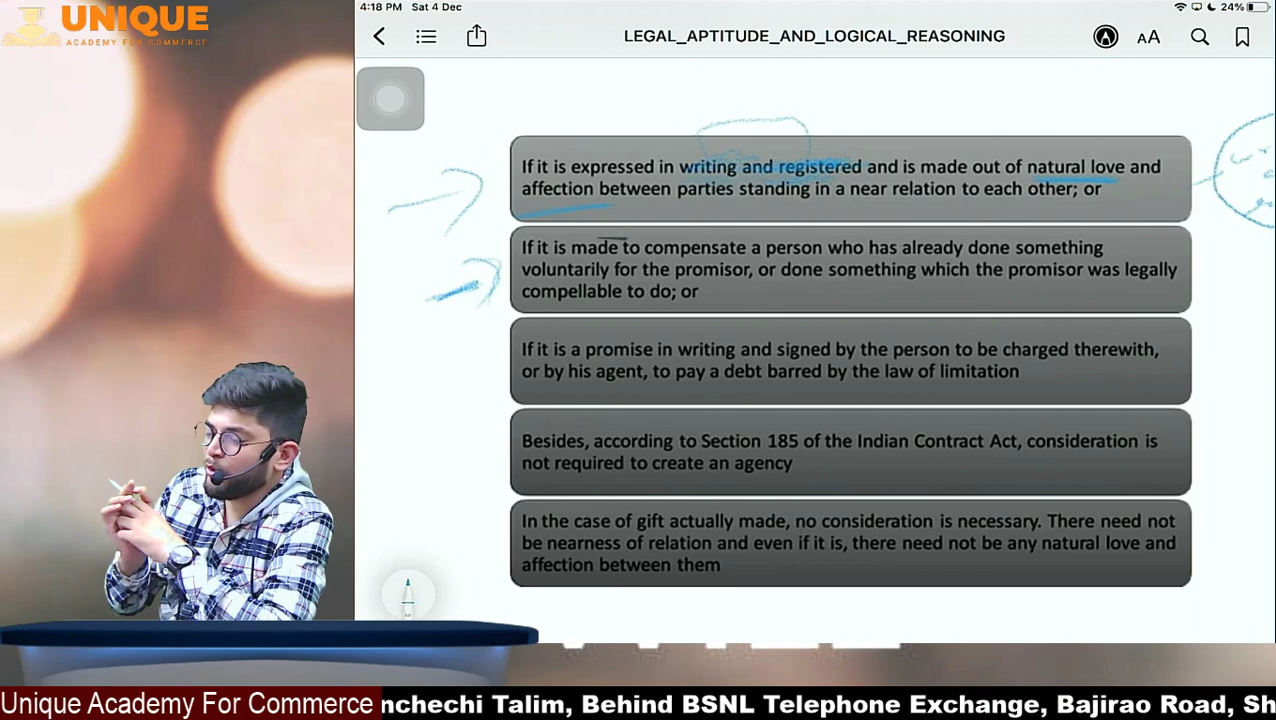 UNIQUE
ACADEMY FOR COMMERCE
4:18 PM Sat 4 Dec
24%
LEGAL_APTITUDE_AND_LOGICAL_REASONING
AA
If it is expressed in writing and registered and is made out of natural love and
affection between parties standing in a near relation to each other; or
If it is made to compensate a person who has already done something
voluntarily for the promisor, or done something which the promisor was legally
compellable to do; or
If it is a promise in writing and signed by the person to be charged therewith,
or by his agent, to pay a debt barred by the law of limitation
Besides, according to Section 185 of the Indian Contract Act, consideration is
not required to create an agency
In the case of gift actually made, no consideration is necessary. There need not
be nearness of relation and even if it is, there need not be any natural love and
affection between them
Unique Academy For Commerce
nchechi Talim, Behind BSNL Telephone Exchange, Bajirao Road, Sh